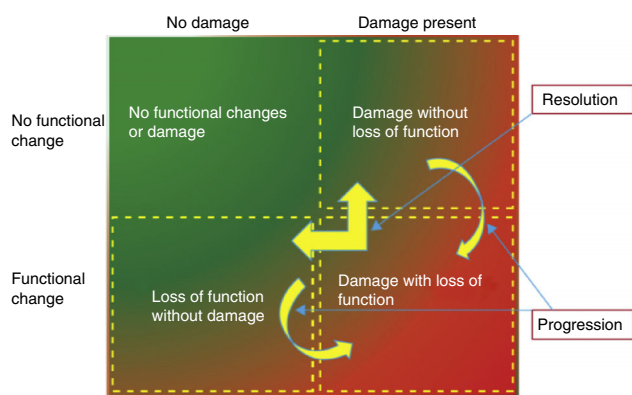 No damage
Damage present
No functional
change
No functional changes
or damage
Damage without
loss of function
Resolution
Functional
change
Loss of function
without damage
Damage with loss of
function
Progression